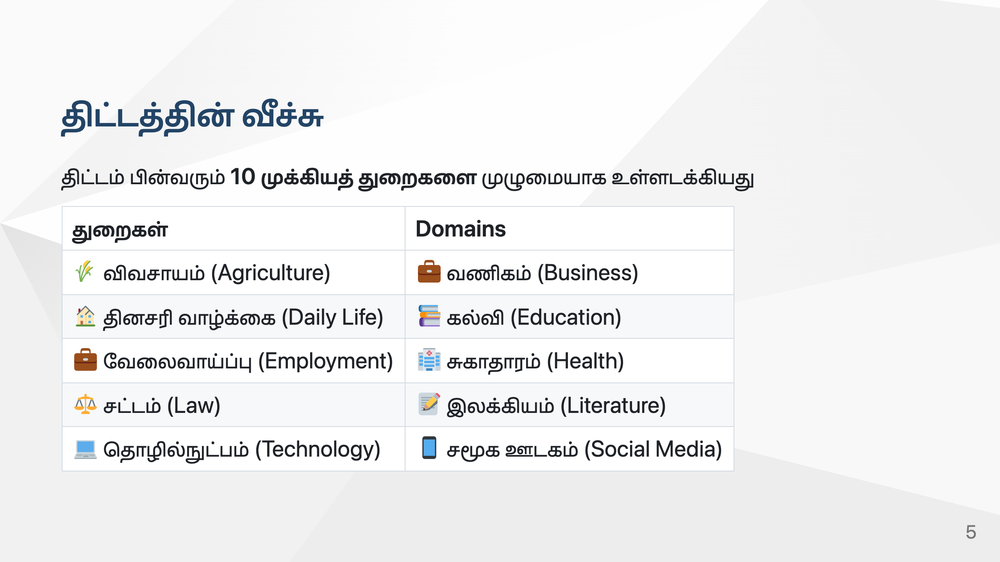 திட்டத்தின் வீச்சு
திட்டம் பின்வரும் 10 முக்கியத் துறைகளை முழுமையாக உள்ளடக்கியது
துறைகள் Domains
விவசாயம் (Agriculture) வணிகம் (Business)
தினசரி வாழ்க்கை (Daily Life) கல்வி (Education)
வேலைவாய்ப்பு (Employment) சுகாதாரம் (Health)
சட்டம் (Law) இலக்கியம் (Literature)
தொழில்நுட்பம் (Technology) சமூக ஊடகம் (Social Media)
5